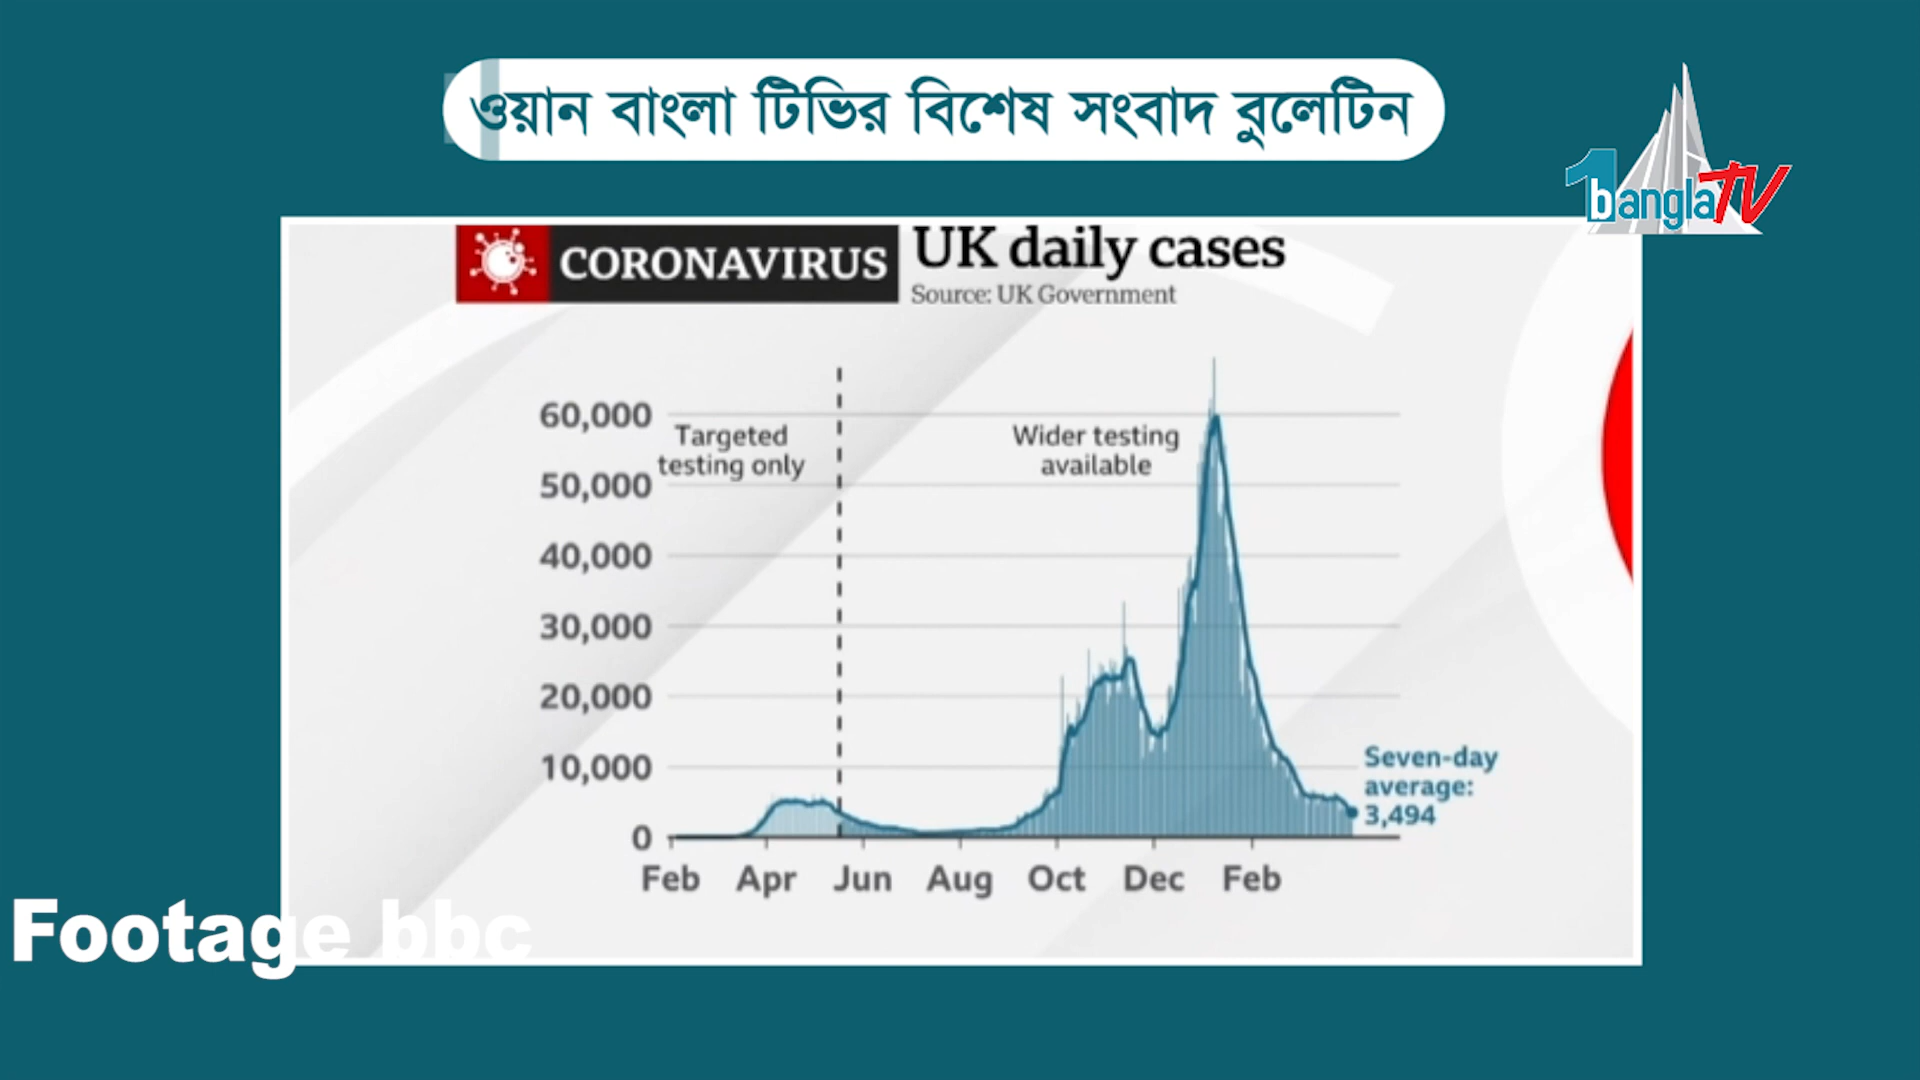 ওয়ান বাংলা টিভির বিশেষ সংবাদ বুলেটিন
1banglaTV
CORONAVIRUS
UK daily cases
Source: UK Government
60,000
50,000
40,000
30,000
20,000
10,000
0
Targeted
testing only
Wider testing
available
Seven-day
average:
3,494
Feb Apr Jun Aug Oct Dec Feb
Footage bbc